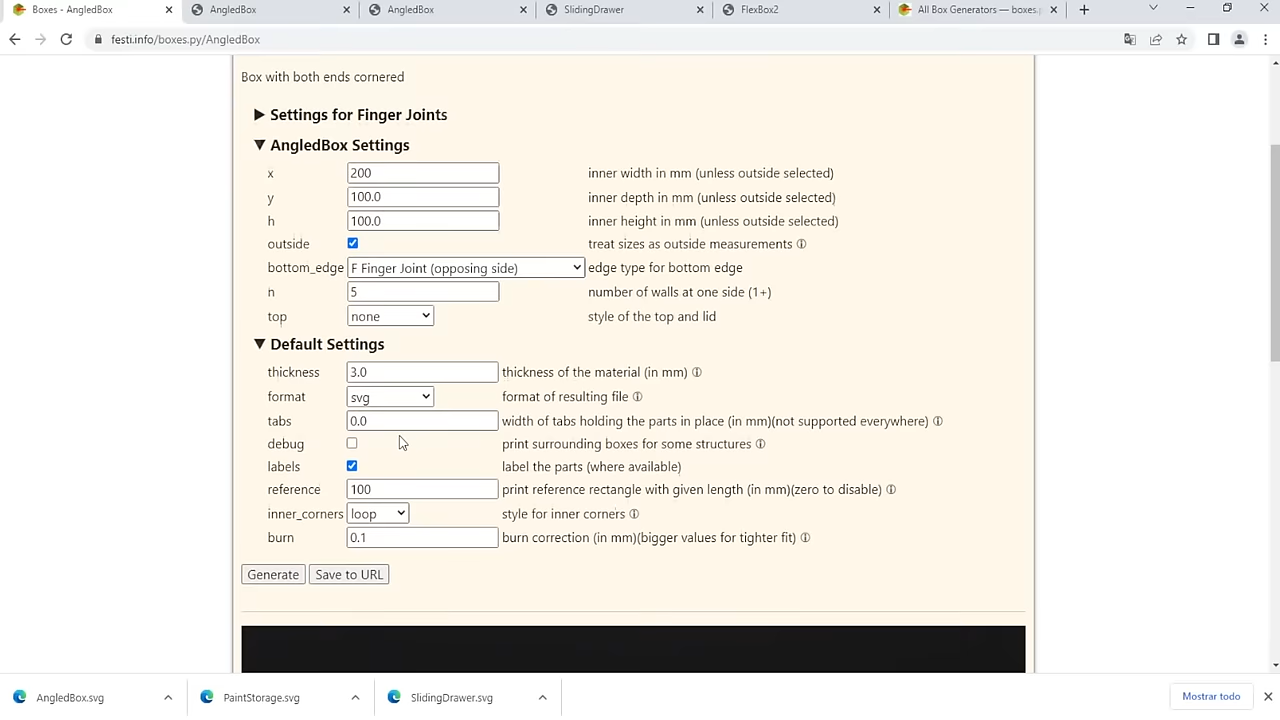 Boxes - AngledBox
AngledBox
AngledBox
SlidingDrawer
FlexBox2
All Box Generators — boxes.p
festi.info/boxes.py/AngledBox
Box with both ends cornered
Settings for Finger Joints
AngledBox Settings
x 200 inner width in mm (unless outside selected)
y 100.0 inner depth in mm (unless outside selected)
h 100.0 inner height in mm (unless outside selected)
outside treat sizes as outside measurements
bottom_edge F Finger Joint (opposing side) edge type for bottom edge
n 5 number of walls at one side (1+)
top none style of the top and lid
Default Settings
thickness 3.0 thickness of the material (in mm)
format svg format of resulting file
tabs 0.0 width of tabs holding the parts in place (in mm)(not supported everywhere)
debug print surrounding boxes for some structures
labels label the parts (where available)
reference 100 print reference rectangle with given length (in mm)(zero to disable)
inner_corners loop style for inner corners
burn 0.1 burn correction (in mm)(bigger values for tighter fit)
Generate Save to URL
AngledBox.svg PaintStorage.svg SlidingDrawer.svg Mostrar todo